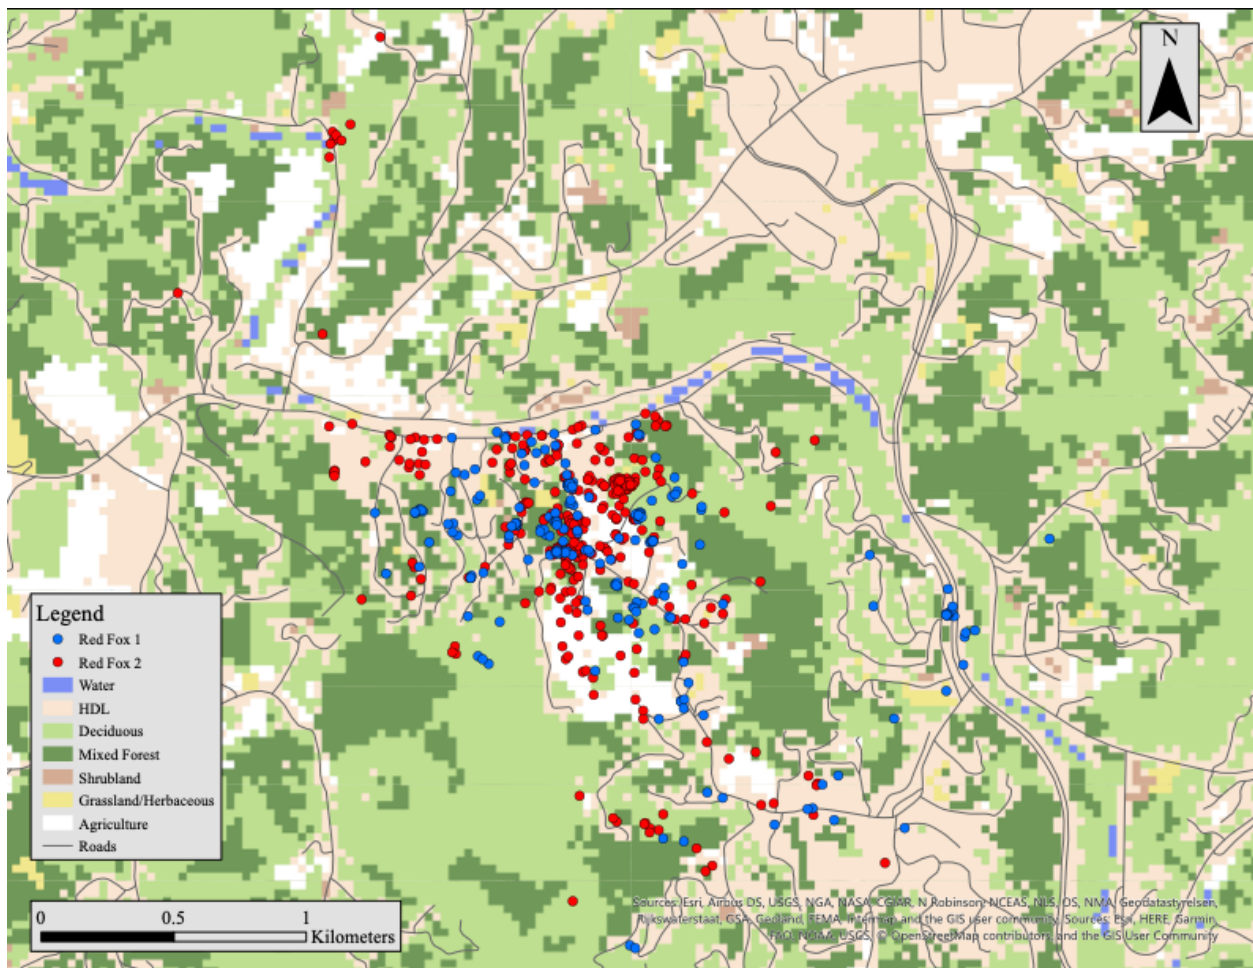 N
Legend
Red Fox 1
Red Fox 2
Water
HDL
Deciduous
Mixed Forest
Shrubland
Grassland/Herbaceous
Agriculture
Roads
0 0.5 1
Kilometers
Sources: Esri, Airbus DS, USGS, NGA, NASA, CGIAR, N Robinson, NCEAS, NLS, OS, NMA, Geodatastyrelsen,
Rijkswaterstaat, GSA, Geoland, FEMA, Intermap and the GIS user community, Sources: Esri, HERE, Garmin,
FAO, NOAA, USGS, © OpenStreetMap contributors, and the GIS User Community